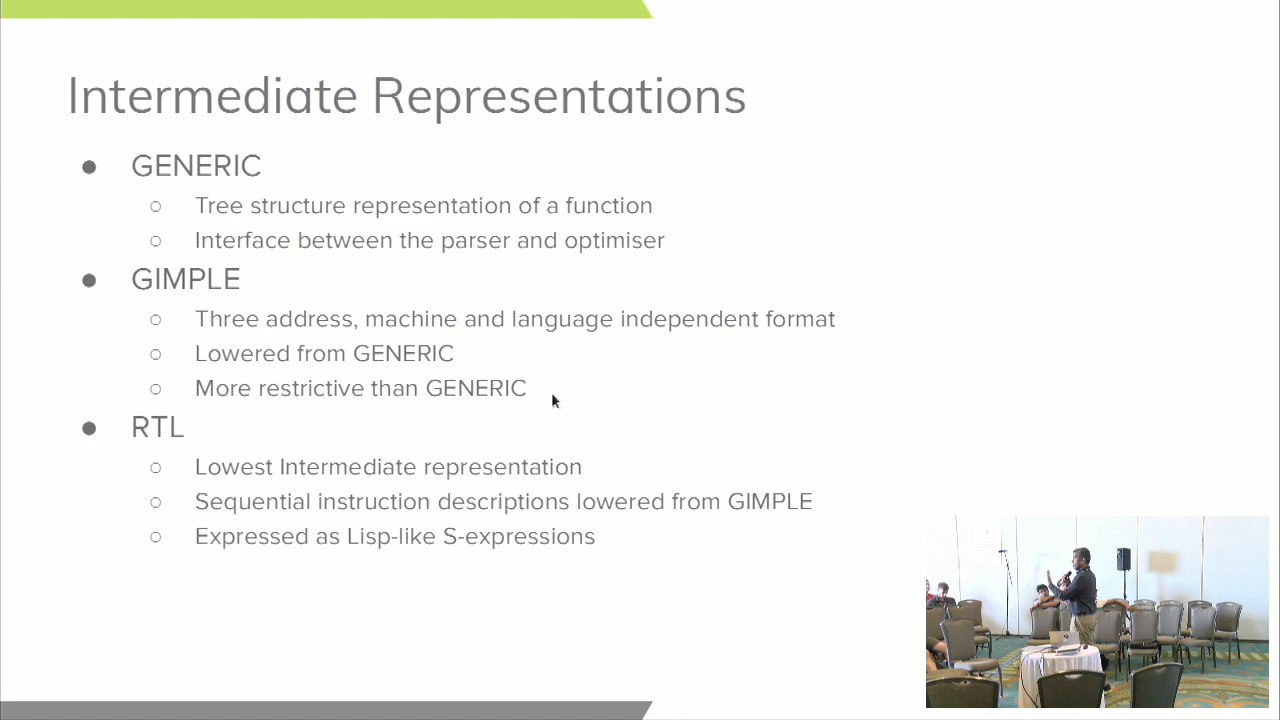 Intermediate Representations
● GENERIC
○ Tree structure representation of a function
○ Interface between the parser and optimiser
● GIMPLE
○ Three address, machine and language independent format
○ Lowered from GENERIC
○ More restrictive than GENERIC
● RTL
○ Lowest Intermediate representation
○ Sequential instruction descriptions lowered from GIMPLE
○ Expressed as Lisp-like S-expressions